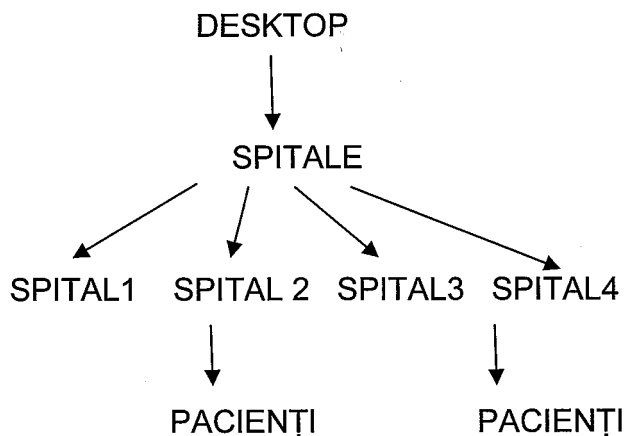 DESKTOP
SPITALE
SPITAL1 SPITAL 2 SPITAL3 SPITAL4
PACIENȚI PACIENȚI